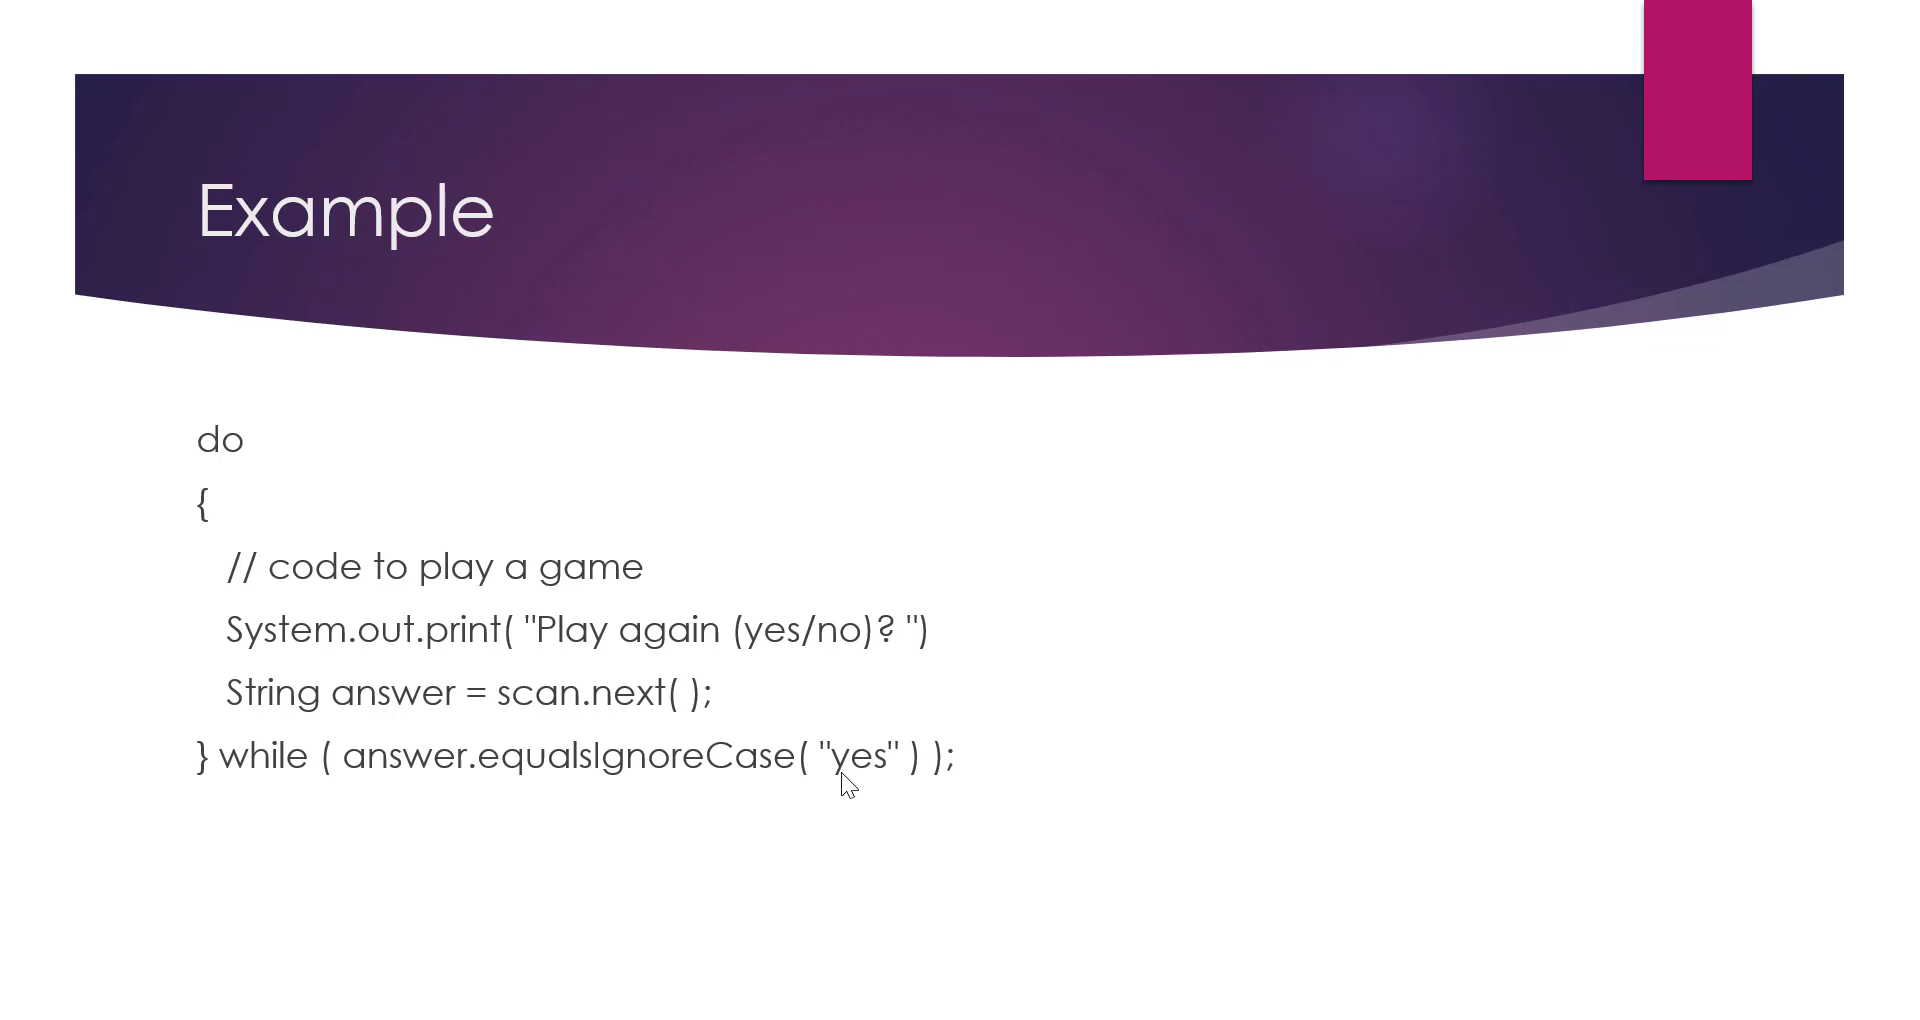 Example
do
{
// code to play a game
System.out.print( "Play again (yes/no)? ")
String answer = scan.next( );
} while ( answer.equalsIgnoreCase( "yes" ) );